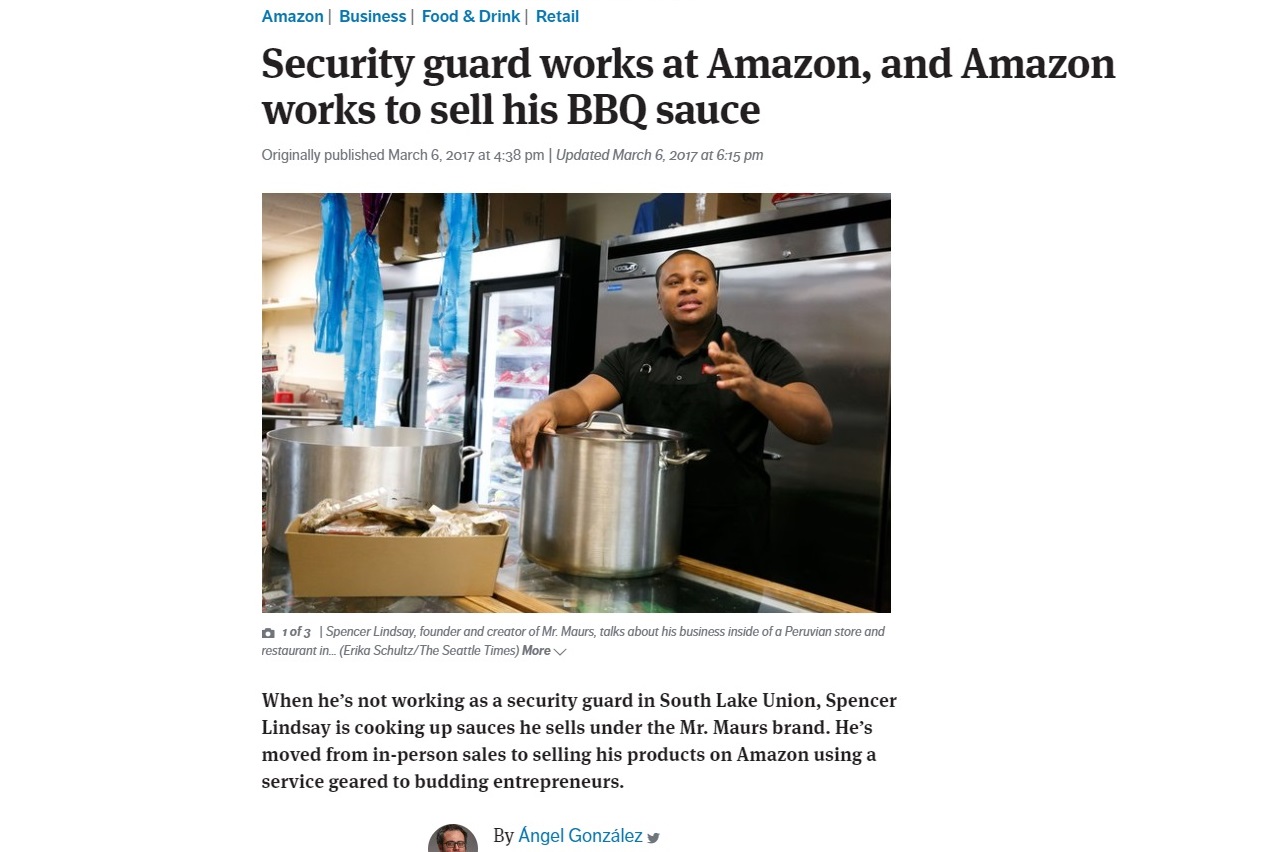 Amazon | Business | Food & Drink | Retail
Security guard works at Amazon, and Amazon
works to sell his BBQ sauce
Originally published March 6, 2017 at 4:38 pm | Updated March 6, 2017 at 6:15 pm
KOOL-IT
1 of 3 | Spencer Lindsay, founder and creator of Mr. Maurs, talks about his business inside of a Peruvian store and
restaurant in... (Erika Schultz/The Seattle Times) More
When he’s not working as a security guard in South Lake Union, Spencer
Lindsay is cooking up sauces he sells under the Mr. Maurs brand. He’s
moved from in-person sales to selling his products on Amazon using a
service geared to budding entrepreneurs.
By Ángel González